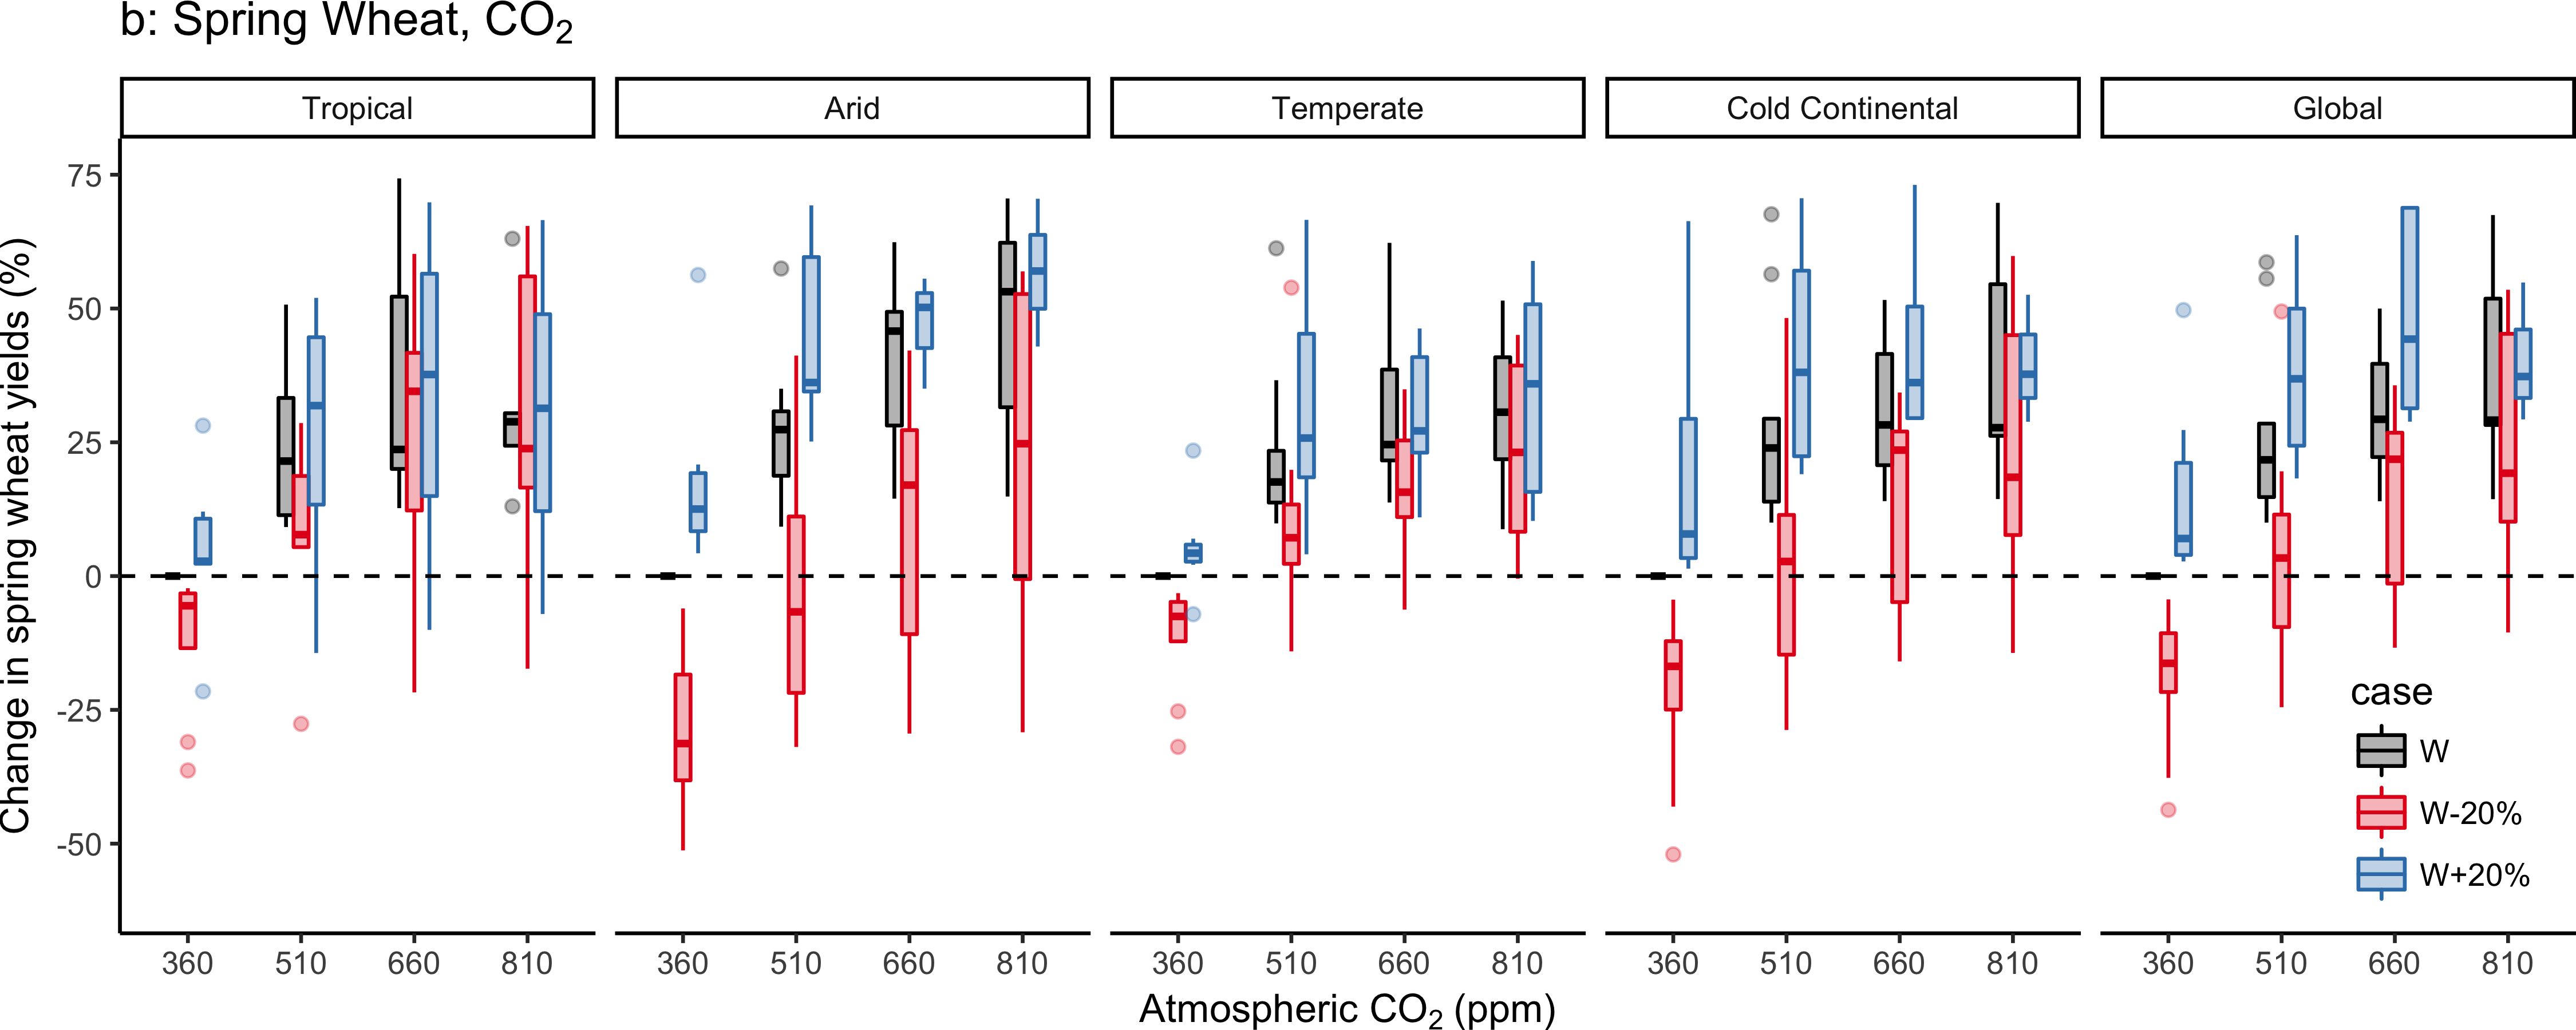 b: Spring Wheat, CO₂
Tropical Arid Temperate Cold Continental Global
Change in spring wheat yields (%)
75
50
25
0
-25
-50
case
W
W-20%
W+20%
360 510 660 810 360 510 660 810 360 510 660 810 360 510 660 810 360 510 660 810
Atmospheric CO₂ (ppm)